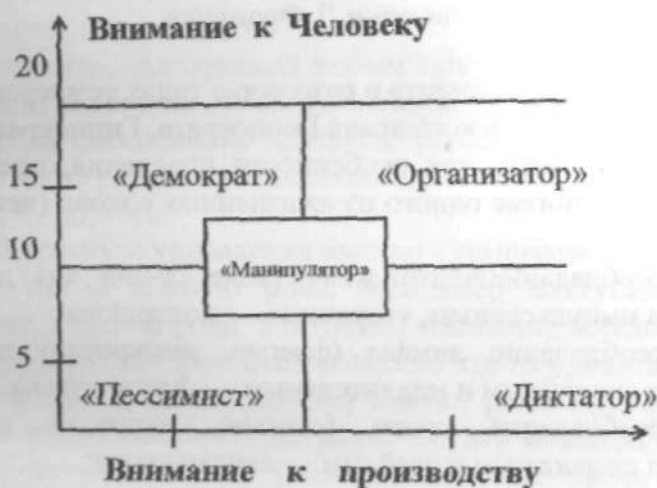 Внимание к Человеку
20
«Демократ» «Организатор»
15
10
«Манипулятор»
5
«Пессимист» «Диктатор»
Внимание к производству